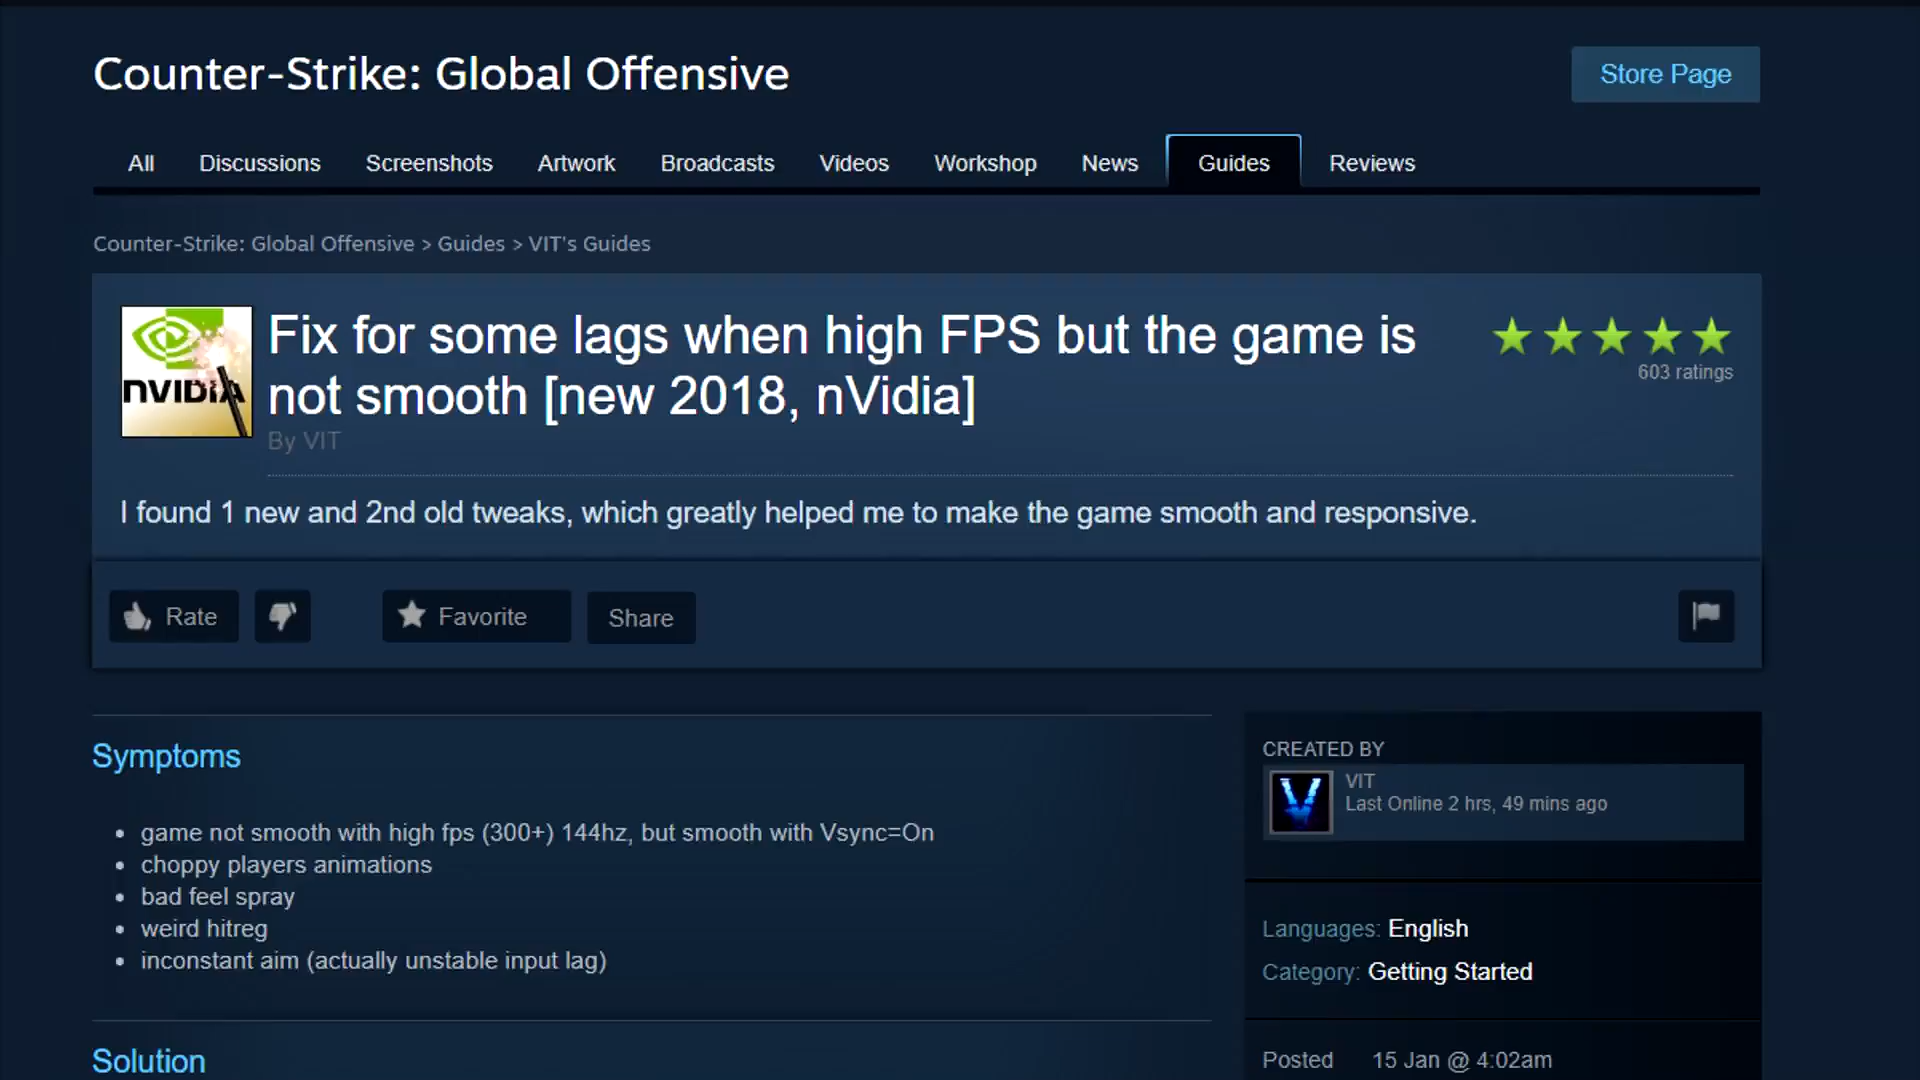 Counter-Strike: Global Offensive
Store Page
All Discussions Screenshots Artwork Broadcasts Videos Workshop News Guides Reviews
Counter-Strike: Global Offensive > Guides > VIT's Guides
NVIDIA
Fix for some lags when high FPS but the game is
not smooth [new 2018, nVidia]
603 ratings
By VIT
I found 1 new and 2nd old tweaks, which greatly helped me to make the game smooth and responsive.
Rate Favorite Share
Symptoms
• game not smooth with high fps (300+) 144hz, but smooth with Vsync=On
• choppy players animations
• bad feel spray
• weird hitreg
• inconstant aim (actually unstable input lag)
Solution
CREATED BY
VIT
Last Online 2 hrs, 49 mins ago
Languages: English
Category: Getting Started
Posted 15 Jan @ 4:02am